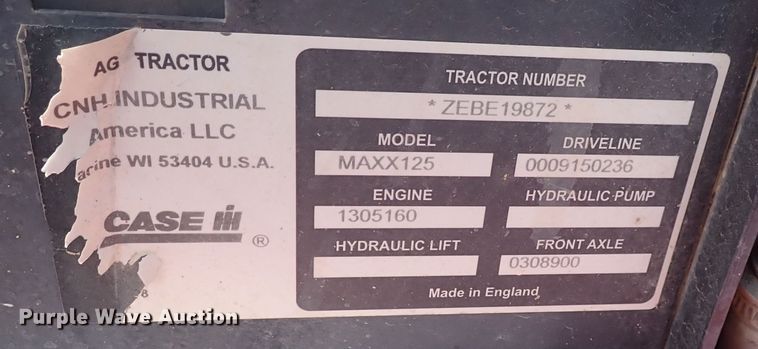 AG TRACTOR
CNH INDUSTRIAL
America LLC
acine WI 53404 U.S.A.
CASE IH ®
8
TRACTOR NUMBER
* ZEBE19872 *
MODEL DRIVELINE
MAXX125 0009150236
ENGINE HYDRAULIC PUMP
1305160
HYDRAULIC LIFT FRONT AXLE
0308900
Made in England
Purple Wave Auction